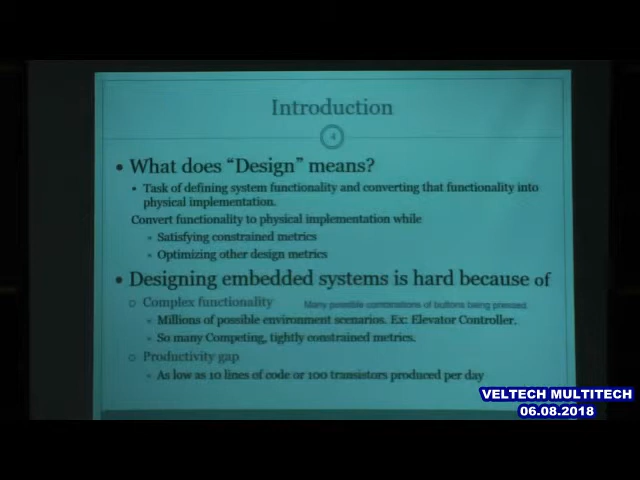 Introduction
4
• What does “Design” means?
• Task of defining system functionality and converting that functionality into
physical implementation.
Convert functionality to physical implementation while
• Satisfying constrained metrics
• Optimizing other design metrics
• Designing embedded systems is hard because of
○ Complex functionality Many possible combinations of buttons being pressed.
• Millions of possible environment scenarios. Ex: Elevator Controller.
• So many Competing, tightly constrained metrics.
○ Productivity gap
• As low as 10 lines of code or 100 transistors produced per day
VELTECH MULTITECH
06.08.2018